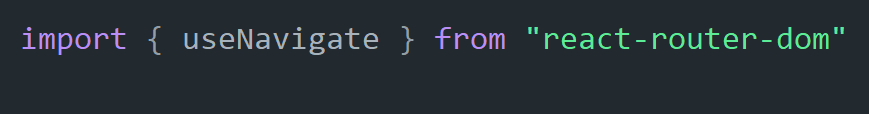 import { useNavigate } from "react-router-dom"